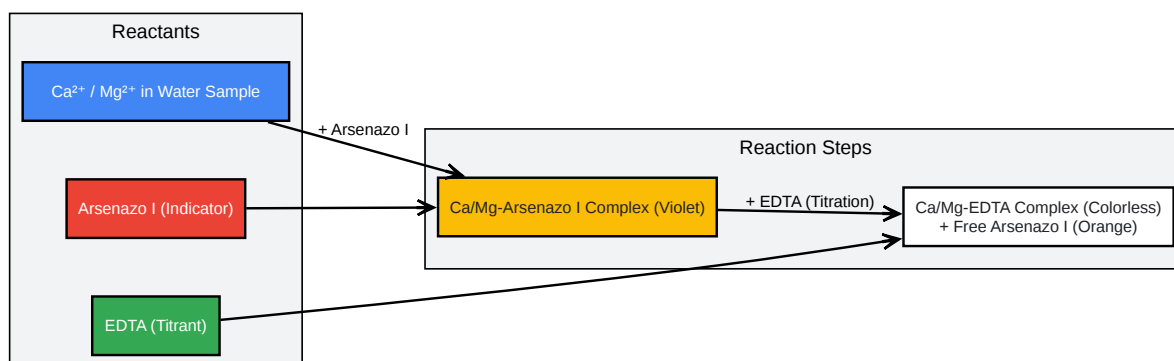 Reactants
Ca²⁺ / Mg²⁺ in Water Sample
+ Arsenazo I
Arsenazo I (Indicator)
EDTA (Titrant)
Reaction Steps
Ca/Mg-Arsenazo I Complex (Violet)
+ EDTA (Titration)
Ca/Mg-EDTA Complex (Colorless)
+ Free Arsenazo I (Orange)